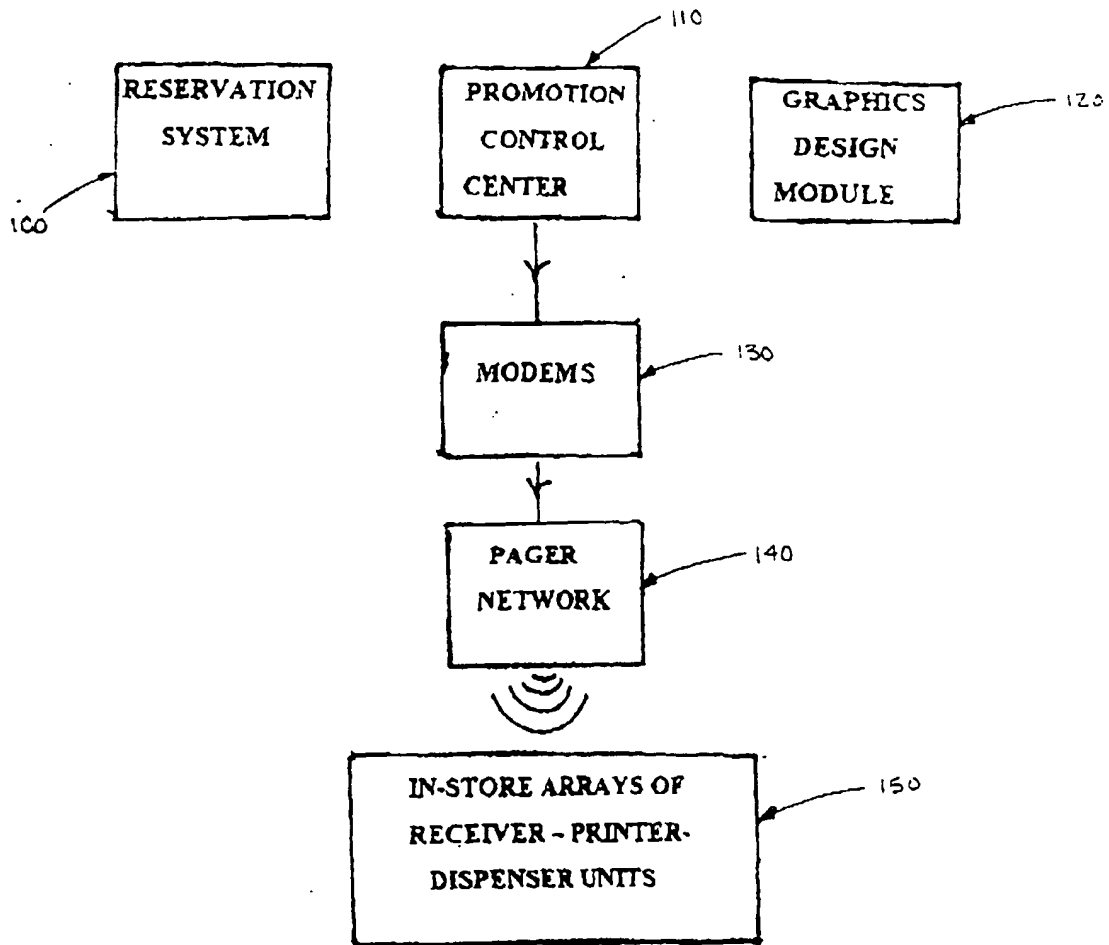 110
RESERVATION
SYSTEM
100
PROMOTION
CONTROL
CENTER
GRAPHICS
DESIGN
MODULE
120
MODEMS
130
PAGER
NETWORK
140
IN-STORE ARRAYS OF
RECEIVER - PRINTER-
DISPENSER UNITS
150